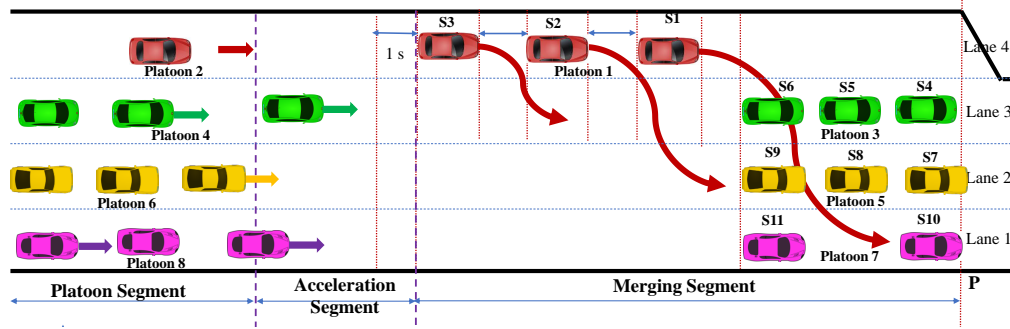 S3
S2
S1
1 s
Lane 4
Platoon 2
Platoon 1
S6
S5
S4
Lane 3
Platoon 4
Platoon 3
S9
S8
S7
Lane 2
Platoon 6
Platoon 5
S11
S10
Lane 1
Platoon 8
Platoon 7
Platoon Segment
Acceleration
Segment
Merging Segment
P